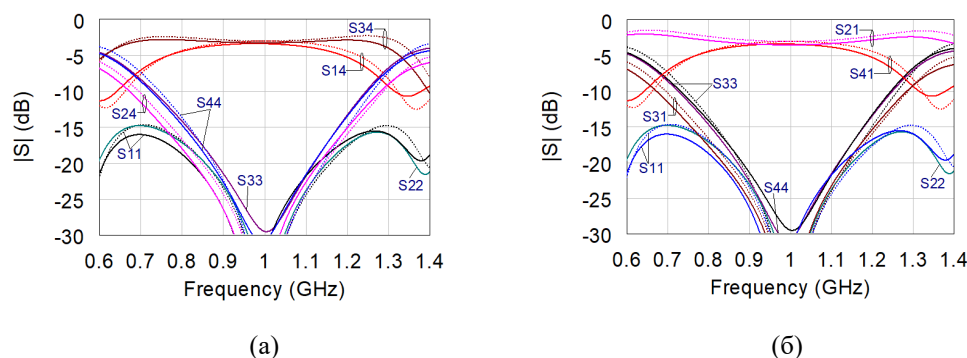 0
-5
-10
-15
-20
-25
-30
|S| (dB)
S34
S14
S24
S44
S11
S33
S22
0.6 0.7 0.8 0.9 1 1.1 1.2 1.3 1.4
Frequency (GHz)
(а)
0
-5
-10
-15
-20
-25
-30
|S| (dB)
S21
S41
S33
S31
S11
S44
S22
0.6 0.7 0.8 0.9 1 1.1 1.2 1.3 1.4
Frequency (GHz)
(б)